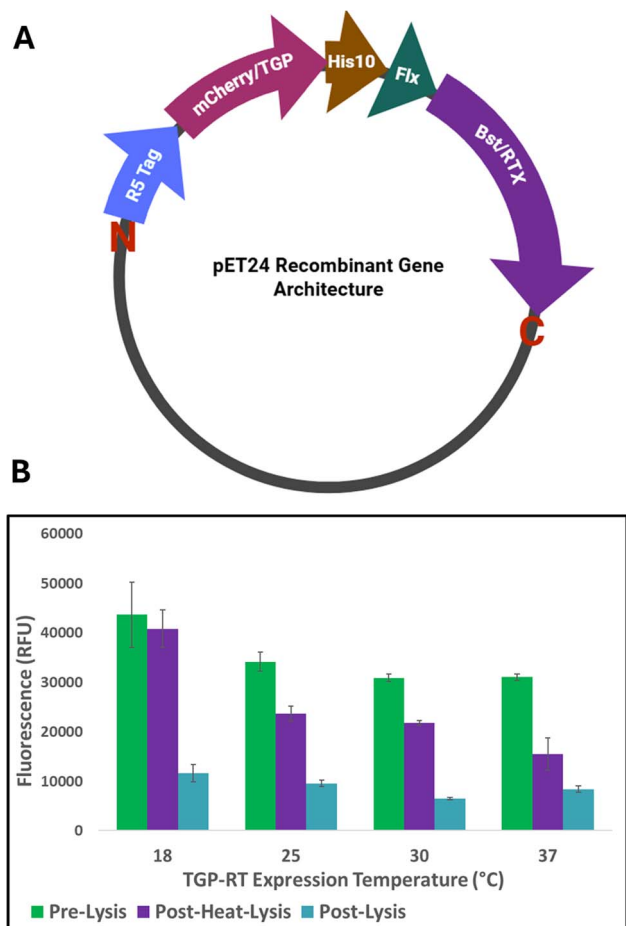 A
R5 Tag
mCherry/TGP
His10
Flx
Bst/RTX
N
C
pET24 Recombinant Gene
Architecture
B
60000
50000
40000
30000
20000
10000
0
Fluorescence (RFU)
18
25
30
37
TGP-RT Expression Temperature (°C)
Pre-Lysis
Post-Heat-Lysis
Post-Lysis